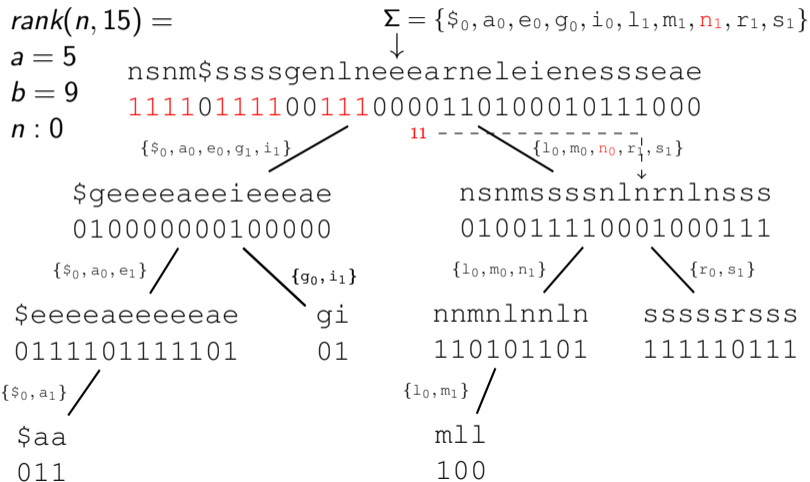 rank(n, 15) =
Σ = {$₀, a₀, e₀, g₀, i₀, l₁, m₁, n₁, r₁, s₁}
a = 5
nsnm$ssssgenlneeearneleienessseae
b = 9
111101111001110000110100010111000
n : 0
11
{$₀, a₀, e₀, g₁, i₁}
{l₀, m₀, n₀, r₁, s₁}
$geeeeaeeieeeae
nsnmssssnlnrnlnsss
010000000100000
010011110001000111
{$₀, a₀, e₁}
{g₀, i₁}
{l₀, m₀, n₁}
{r₀, s₁}
$eeeeaeeeeeae
gi
nnmnlnnln
sssssrsss
0111101111101
01
110101101
111110111
{$₀, a₁}
{l₀, m₁}
$aa
mll
011
100